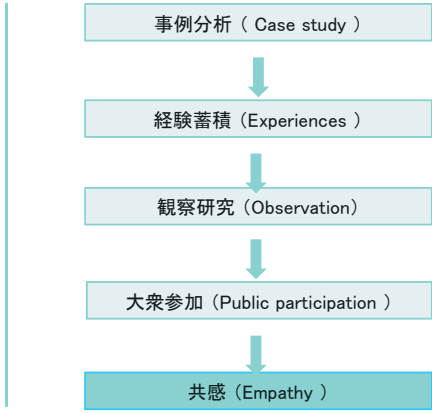 事例分析（ Case study ）
経験蓄積（Experiences ）
観察研究（Observation）
大衆参加（Public participation ）
共感（Empathy ）